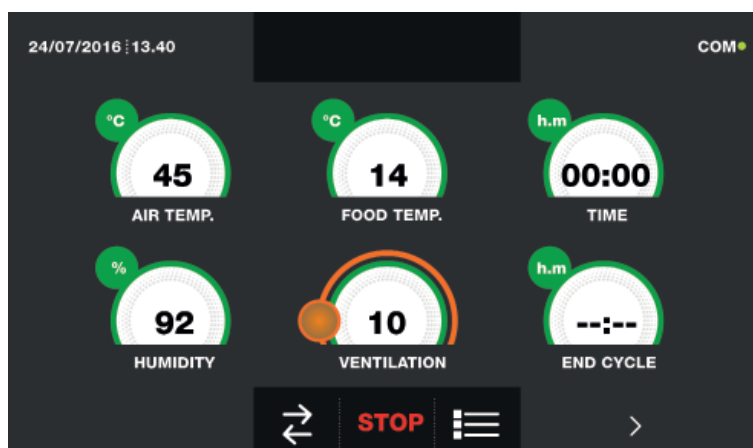 24/07/2016 13.40
COM
°C
°C
h.m
45
14
00:00
AIR TEMP.
FOOD TEMP.
TIME
%
h.m
92
10
--:--
HUMIDITY
VENTILATION
END CYCLE
STOP